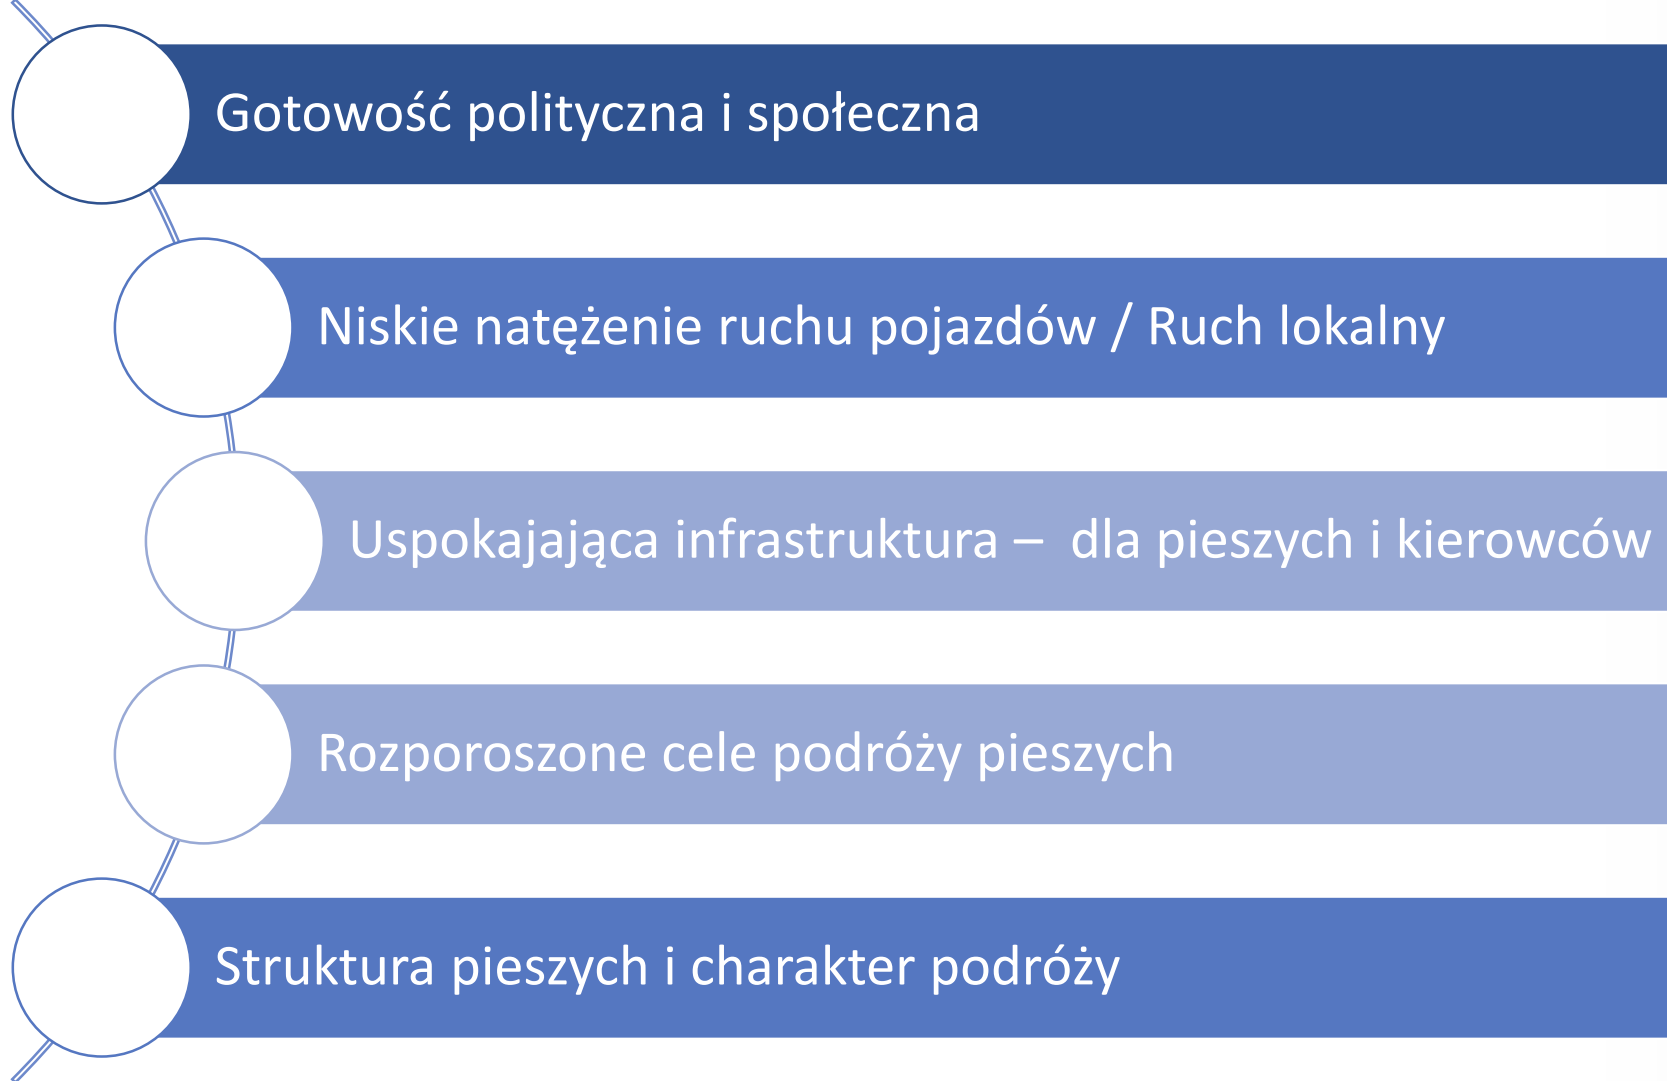 Gotowość polityczna i społeczna
Niskie natężenie ruchu pojazdów / Ruch lokalny
Uspokajająca infrastruktura –  dla pieszych i kierowców
Rozporoszone cele podróży pieszych
Struktura pieszych i charakter podróży